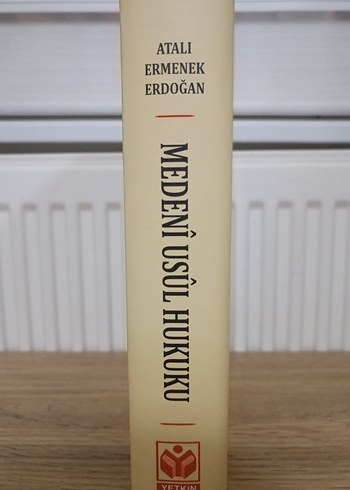 ATALI
ERMENEK
ERDOĞAN
MEDENÎ USÛL HUKUKU
YETKİN